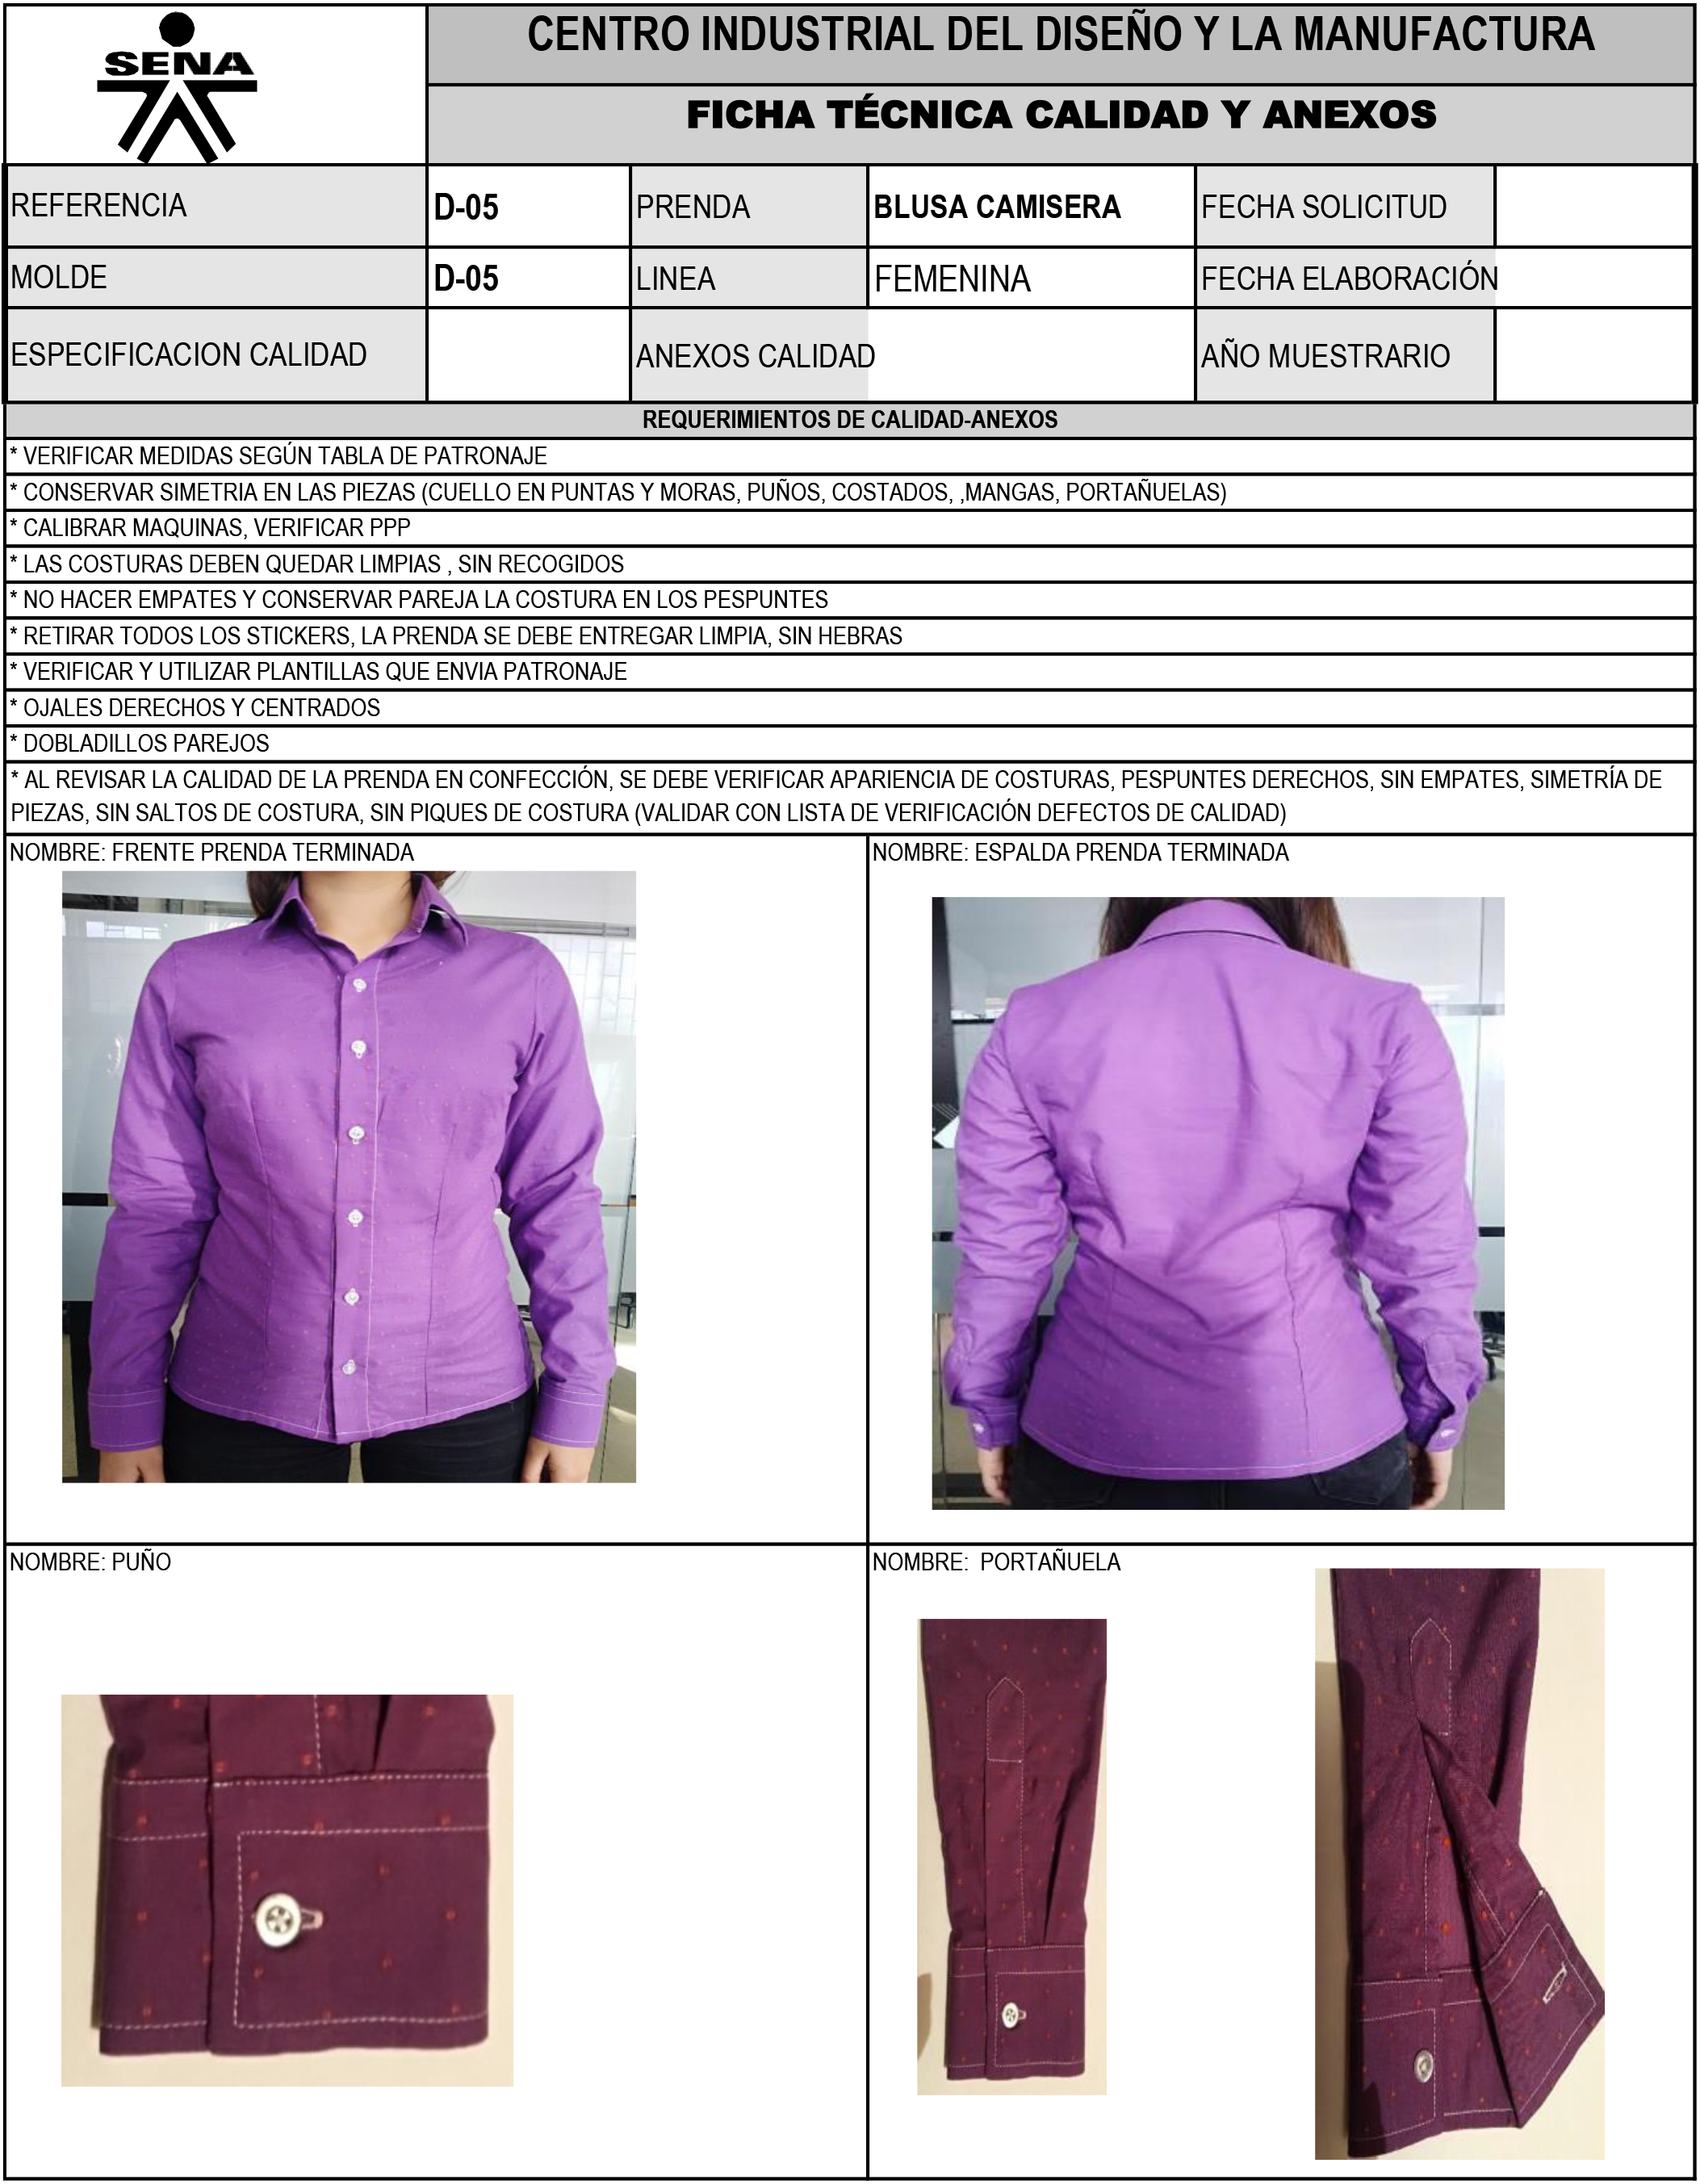 SENA
CENTRO INDUSTRIAL DEL DISEÑO Y LA MANUFACTURA
FICHA TÉCNICA CALIDAD Y ANEXOS
REFERENCIA D-05 PRENDA BLUSA CAMISERA FECHA SOLICITUD
MOLDE D-05 LINEA FEMENINA FECHA ELABORACIÓN
ESPECIFICACION CALIDAD ANEXOS CALIDAD AÑO MUESTRARIO
REQUERIMIENTOS DE CALIDAD-ANEXOS
* VERIFICAR MEDIDAS SEGÚN TABLA DE PATRONAJE
* CONSERVAR SIMETRIA EN LAS PIEZAS (CUELLO EN PUNTAS Y MORAS, PUÑOS, COSTADOS, ,MANGAS, PORTAÑUELAS)
* CALIBRAR MAQUINAS, VERIFICAR PPP
* LAS COSTURAS DEBEN QUEDAR LIMPIAS , SIN RECOGIDOS
* NO HACER EMPATES Y CONSERVAR PAREJA LA COSTURA EN LOS PESPUNTES
* RETIRAR TODOS LOS STICKERS, LA PRENDA SE DEBE ENTREGAR LIMPIA, SIN HEBRAS
* VERIFICAR Y UTILIZAR PLANTILLAS QUE ENVIA PATRONAJE
* OJALES DERECHOS Y CENTRADOS
* DOBLADILLOS PAREJOS
* AL REVISAR LA CALIDAD DE LA PRENDA EN CONFECCIÓN, SE DEBE VERIFICAR APARIENCIA DE COSTURAS, PESPUNTES DERECHOS, SIN EMPATES, SIMETRÍA DE
PIEZAS, SIN SALTOS DE COSTURA, SIN PIQUES DE COSTURA (VALIDAR CON LISTA DE VERIFICACIÓN DEFECTOS DE CALIDAD)
NOMBRE: FRENTE PRENDA TERMINADA
NOMBRE: ESPALDA PRENDA TERMINADA
NOMBRE: PUÑO
NOMBRE: PORTAÑUELA